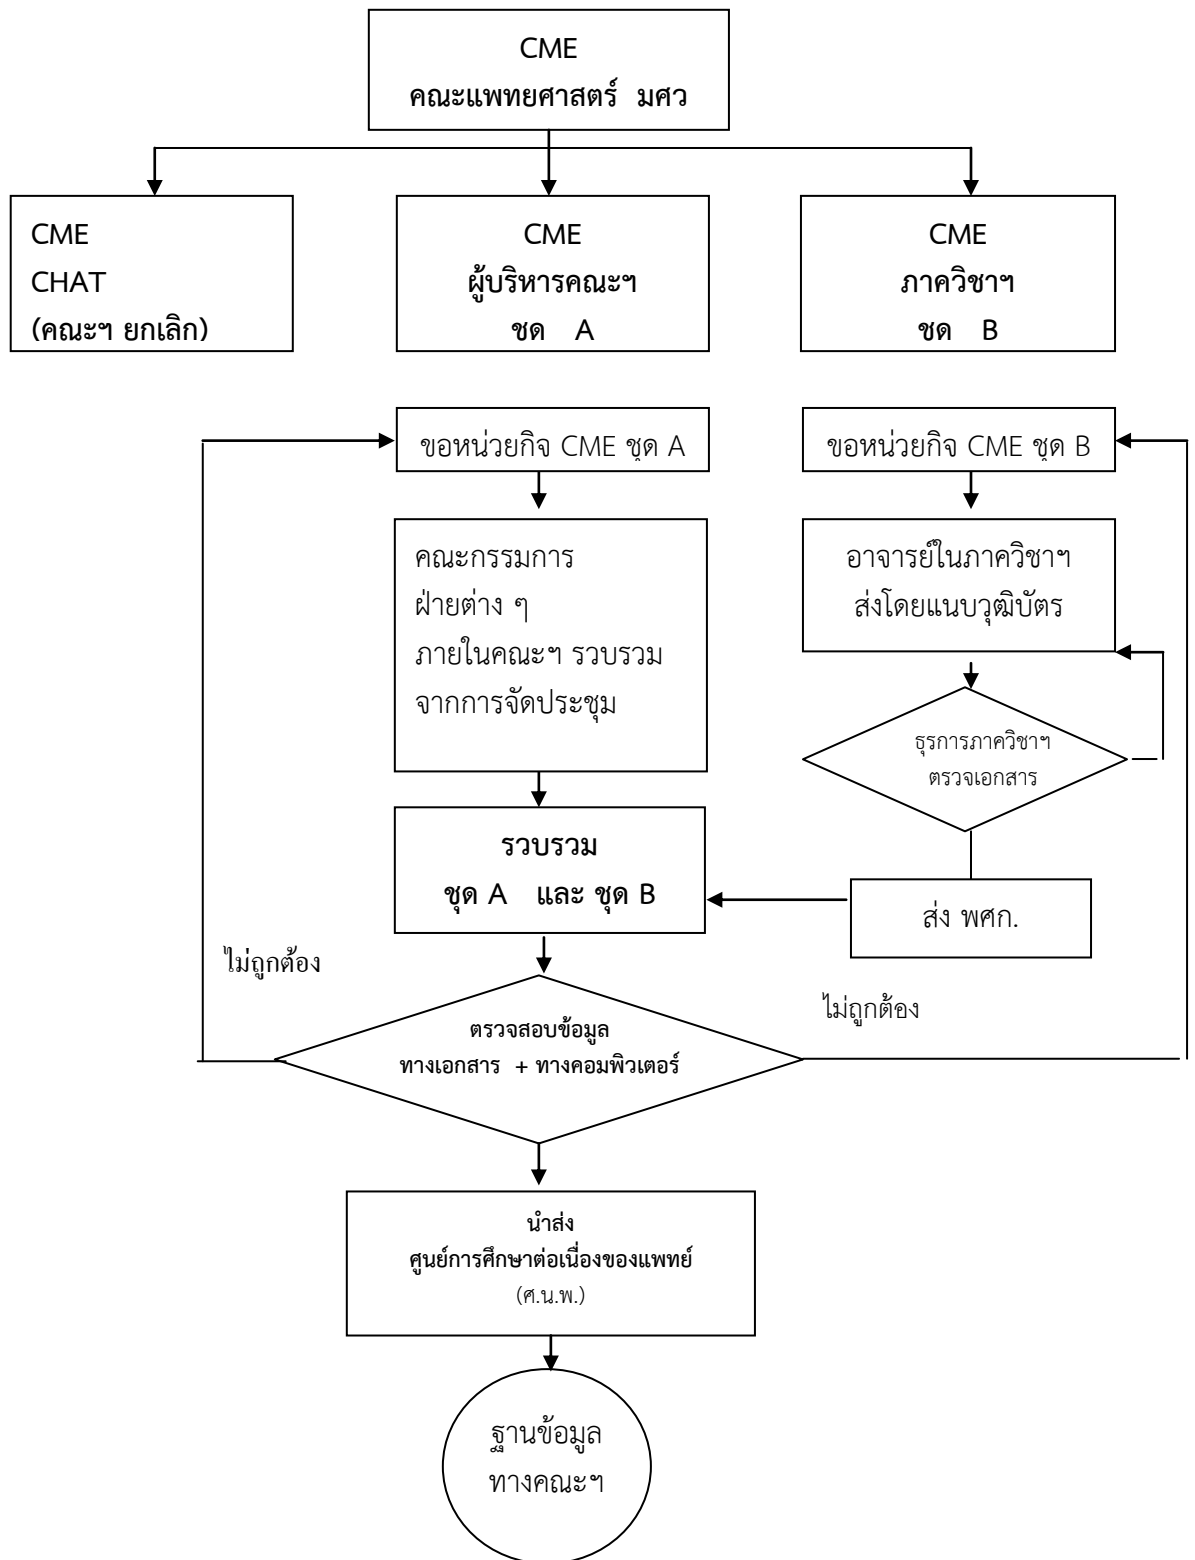 CME
คณะแพทยศาสตร์ มศว
CME
CHAT
(คณะฯ ยกเลิก)
CME
ผู้บริหารคณะฯ
ชด A
CME
ภาควิชาฯ
ชด B
ขอหน่วยกิจ CME ชุด A
ขอหน่วยกิจ CME ชุด B
คณะกรรมการ
ฝ่ายต่าง ๆ
ภายในคณะฯ รวบรวม
จากการจัดประชุม
อาจารย์ในภาควิชาฯ
ส่งโดยแนบวุฒิบัตร
ธุรการภาควิชาฯ
ตรวจเอกสาร
รวบรวม
ชุด A และ ชุด B
ส่ง พศก.
ไม่ถูกต้อง
ไม่ถูกต้อง
ตรวจสอบข้อมูล
ทางเอกสาร + ทางคอมพิวเตอร์
นำส่ง
ศูนย์การศึกษาต่อเนื่องของแพทย์
(ศ.น.พ.)
ฐานข้อมูล
ทางคณะฯ